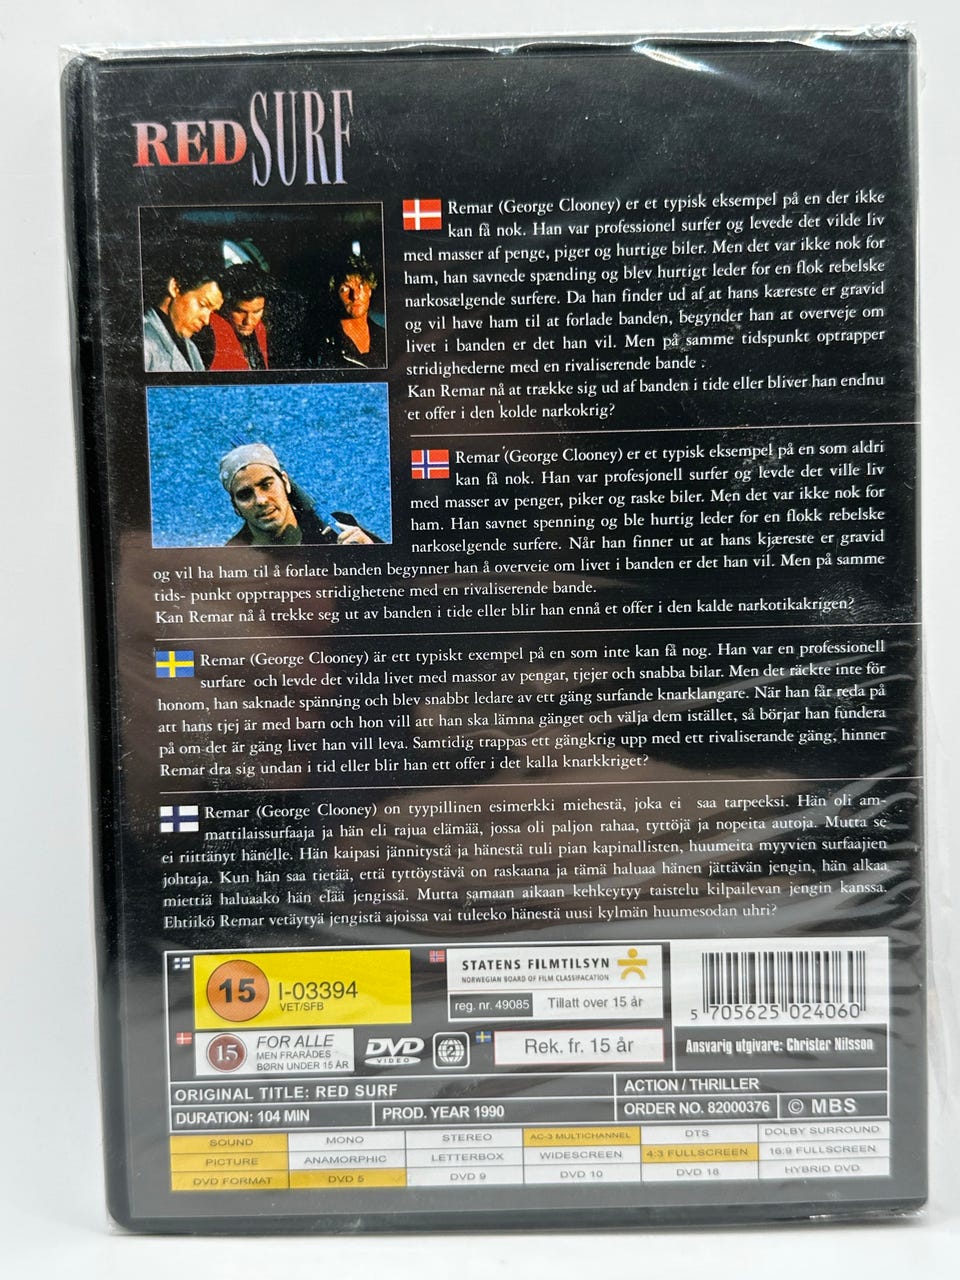 RED SURF
Remar (George Clooney) er et typisk eksempel på en der ikke
kan få nok. Han var professionel surfer og levede det vilde liv
med masser af penge, piger og hurtige biler. Men det var ikke nok for
ham, han savnede spænding og blev hurtigt leder for en flok rebelske
narkosælgende surfere. Da han finder ud af at hans kæreste er gravid
og vil have ham til at forlade banden, begynder han at overveje om
livet i banden er det han vil. Men på samme tidspunkt optrapper
stridighederne med en rivaliserende bande .
Kan Remar nå at trække sig ud af banden i tide eller bliver han endnu
et offer i den kolde narkokrig?
Remar (George Clooney) er et typisk eksempel på en som aldri
kan få nok. Han var profesjonell surfer og levde det ville liv
med masser av penger, piker og raske biler. Men det var ikke nok for
ham. Han savnet spenning og ble hurtig leder for en flokk rebelske
narkoselgende surfere. Når han finner ut at hans kjæreste er gravid
og vil ha ham til å forlate banden begynner han å overveie om livet i banden er det han vil. Men på samme
tids- punkt opptrappes stridighetene med en rivaliserende bande.
Kan Remar nå å trekke seg ut av banden i tide eller blir han ennå et offer i den kalde narkotikakrigen?
Remar (George Clooney) är ett typiskt exempel på en som inte kan få nog. Han var en professionell
surfare och levde det vilda livet med massor av pengar, tjejer och snabba bilar. Men det räckte inte för
honom, han saknade spänning och blev snabbt ledare av ett gäng surfande knarklangare. När han får reda på
att hans tjej är med barn och hon vill att han ska lämna gänget och välja dem istället, så börjar han fundera
på om det är gäng livet han vill leva. Samtidig trappas ett gängkrig upp med ett rivaliserande gäng, hinner
Remar dra sig undan i tid eller blir han ett offer i det kalla knarkkriget?
Remar (George Clooney) on tyypillinen esimerkki miehestä, joka ei saa tarpeeksi. Hän oli am-
mattilaissurfaaja ja hän eli rajua elämää, jossa oli paljon rahaa, tyttöjä ja nopeita autoja. Mutta se
ei riittänyt hänelle. Hän kaipasi jännitystä ja hänestä tuli pian kapinallisten, huumeita myyvien surfaajien
johtaja. Kun hän saa tietää, että tyttöystävä on raskaana ja tämä haluaa hänen jättävän jengin, hän alkaa
miettiä haluaako hän elää jengissä. Mutta samaan aikaan kehkeytyy taistelu kilpailevan jengin kanssa.
Ehtiikö Remar vetäytyä jengistä ajoissa vai tuleeko hänestä uusi kylmän huumesodan uhri?
15 I-03394
VET/SFB
STATENS FILMTILSYN
NORWEGIAN BOARD OF FILM CLASSIFICATION
reg. nr. 49085 Tillatt over 15 år
5 705625 024060
15 FOR ALLE
MEN FRARÅDES
BØRN UNDER 15 ÅR
DVD
VIDEO
2
Rek. fr. 15 år
Ansvarig utgivare: Christer Nilsson
ORIGINAL TITLE: RED SURF
ACTION / THRILLER
DURATION: 104 MIN
PROD. YEAR 1990
ORDER NO. 82000376
© MBS
SOUND MONO STEREO AC-3 MULTICHANNEL DTS DOLBY SURROUND
PICTURE ANAMORPHIC LETTERBOX WIDESCREEN 4:3 FULLSCREEN 16:9 FULLSCREEN
DVD FORMAT DVD 5 DVD 9 DVD 10 DVD 18 HYBRID DVD